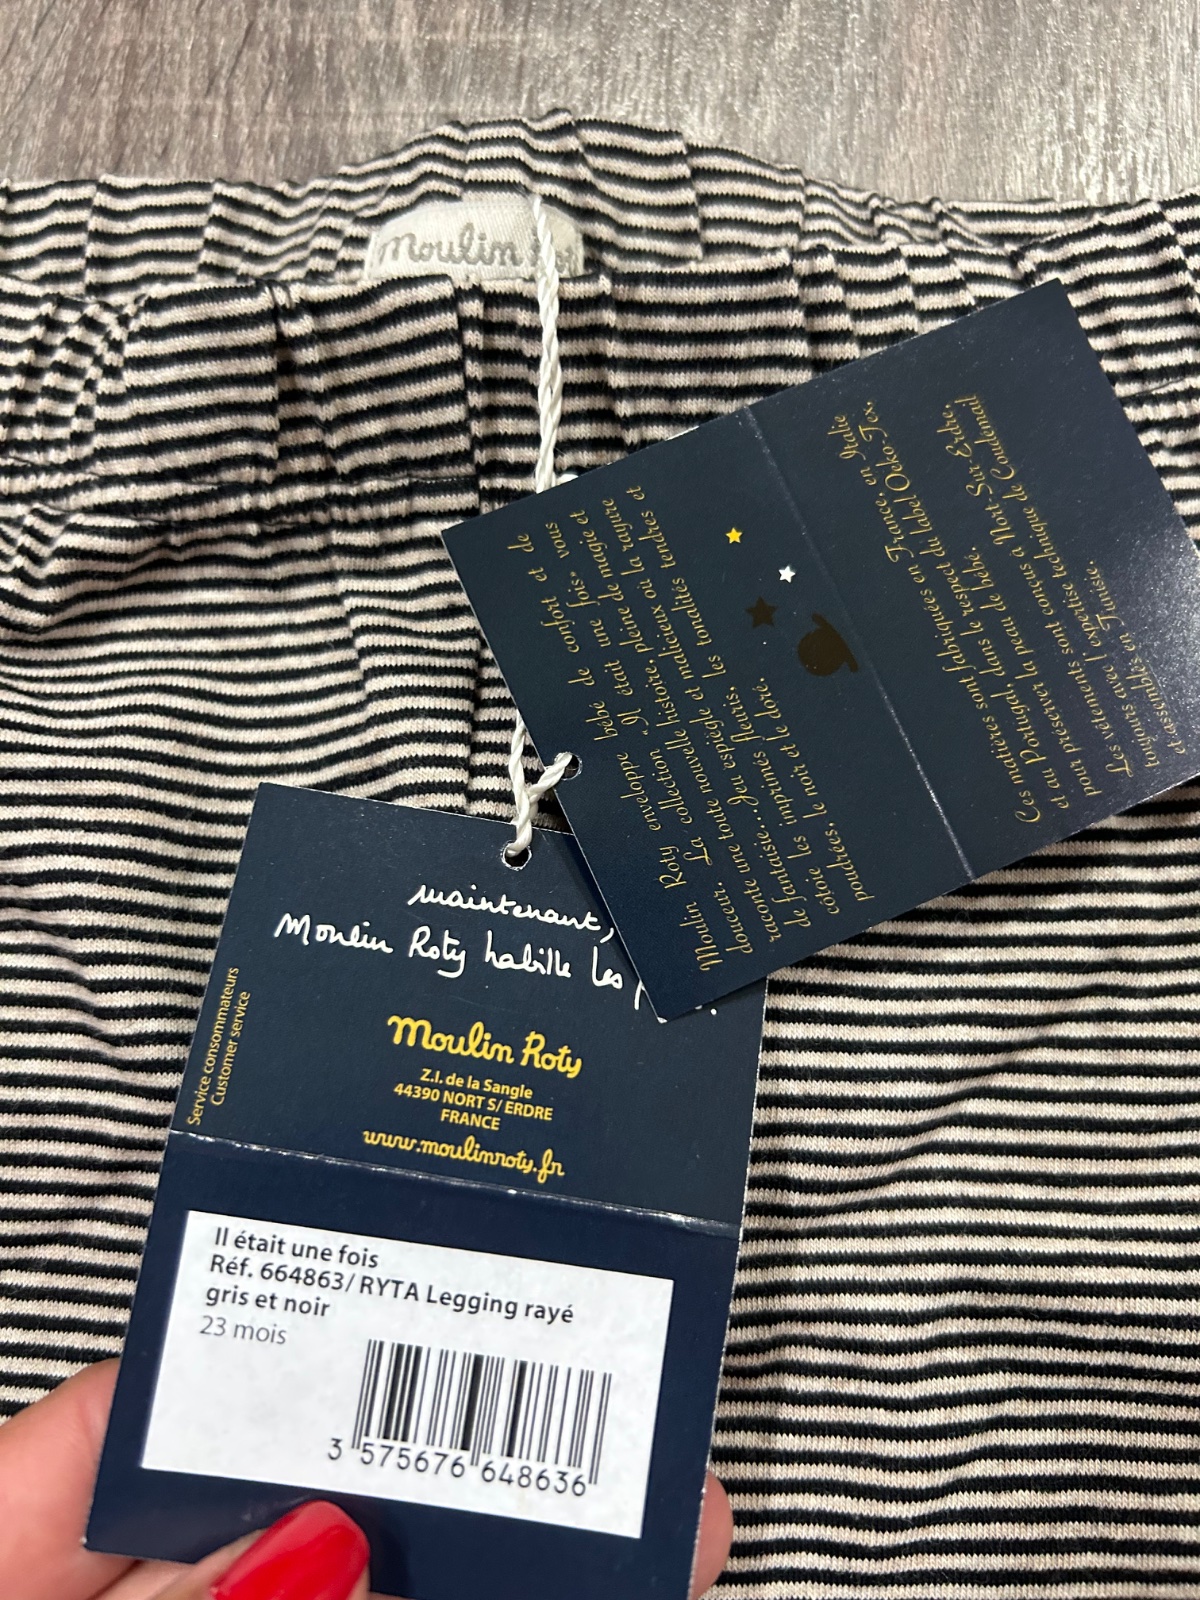 Moulin
Moulin Roty enveloppe bébé de confort et de
douceur. La collection "Il était une fois" vous
raconte une toute nouvelle histoire, pleine de magie et
de fantaisie... Jeu espiègle et malicieux où la rayure
côtoie les imprimés fleuris, les tonalités tendres et
poudrées, le noir et le doré.
Ces matières sont fabriquées en France, en Italie
et au Portugal, dans le respect du label Oeko-Tex,
pour préserver la peau de bébé.
Les vêtements sont conçus à Nort-Sur-Erdre,
toujours avec l'expertise technique de Coudemail
et assemblés en Tunisie.
maintenant,
Moulin Roty habille les
Service consommateurs
Customer service
Moulin Roty
Z.I. de la Sangle
44390 NORT S/ ERDRE
FRANCE
www.moulinroty.fr
Il était une fois
Réf. 664863/ RYTA Legging rayé
gris et noir
23 mois
3 575676 648636